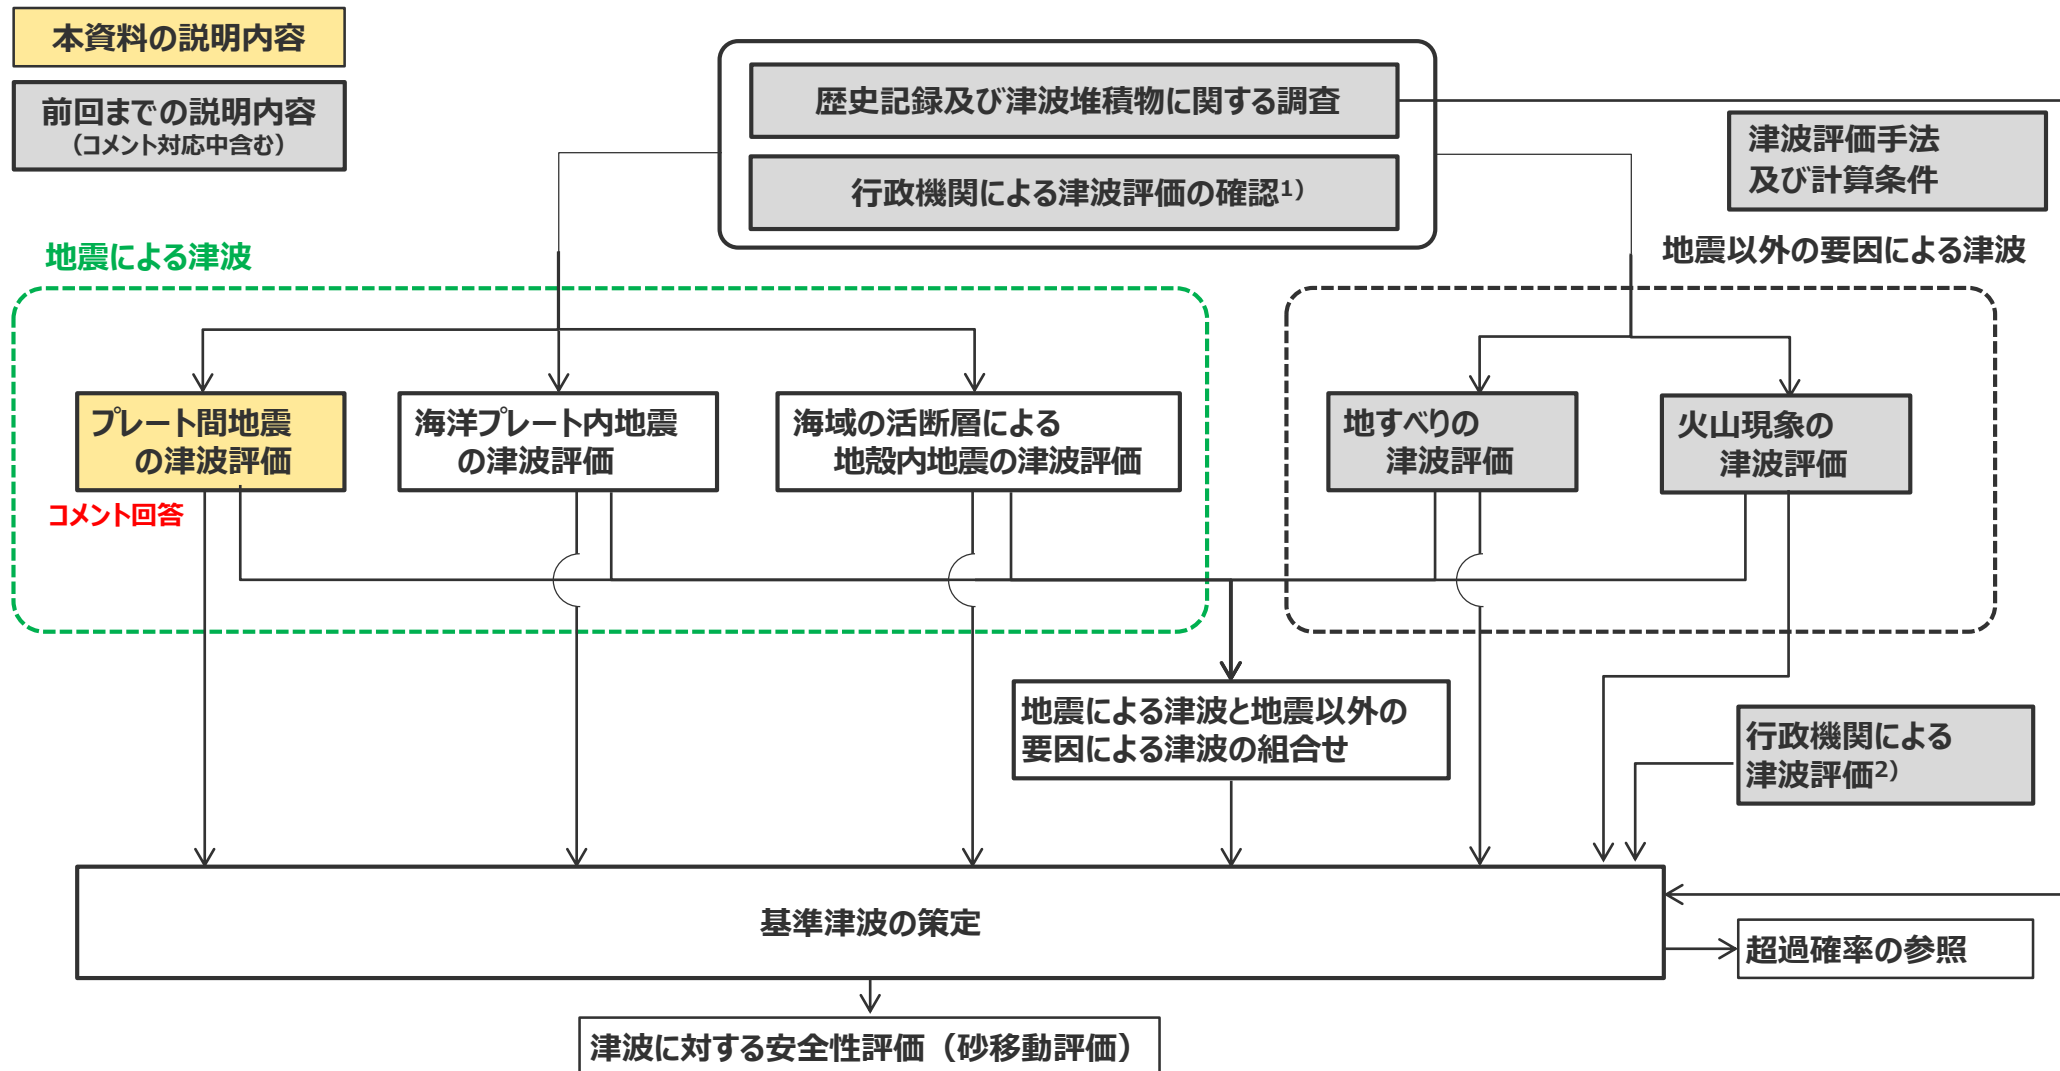 本資料の説明内容
前回までの説明内容
（コメント対応中含む）
歴史記録及び津波堆積物に関する調査
行政機関による津波評価の確認1）
津波評価手法
及び計算条件
地震による津波
地震以外の要因による津波
プレート間地震
の津波評価
コメント回答
海洋プレート内地震
の津波評価
海域の活断層による
地殻内地震の津波評価
地すべりの
津波評価
火山現象の
津波評価
地震による津波と地震以外の
要因による津波の組合せ
行政機関による
津波評価2）
基準津波の策定
超過確率の参照
津波に対する安全性評価（砂移動評価）